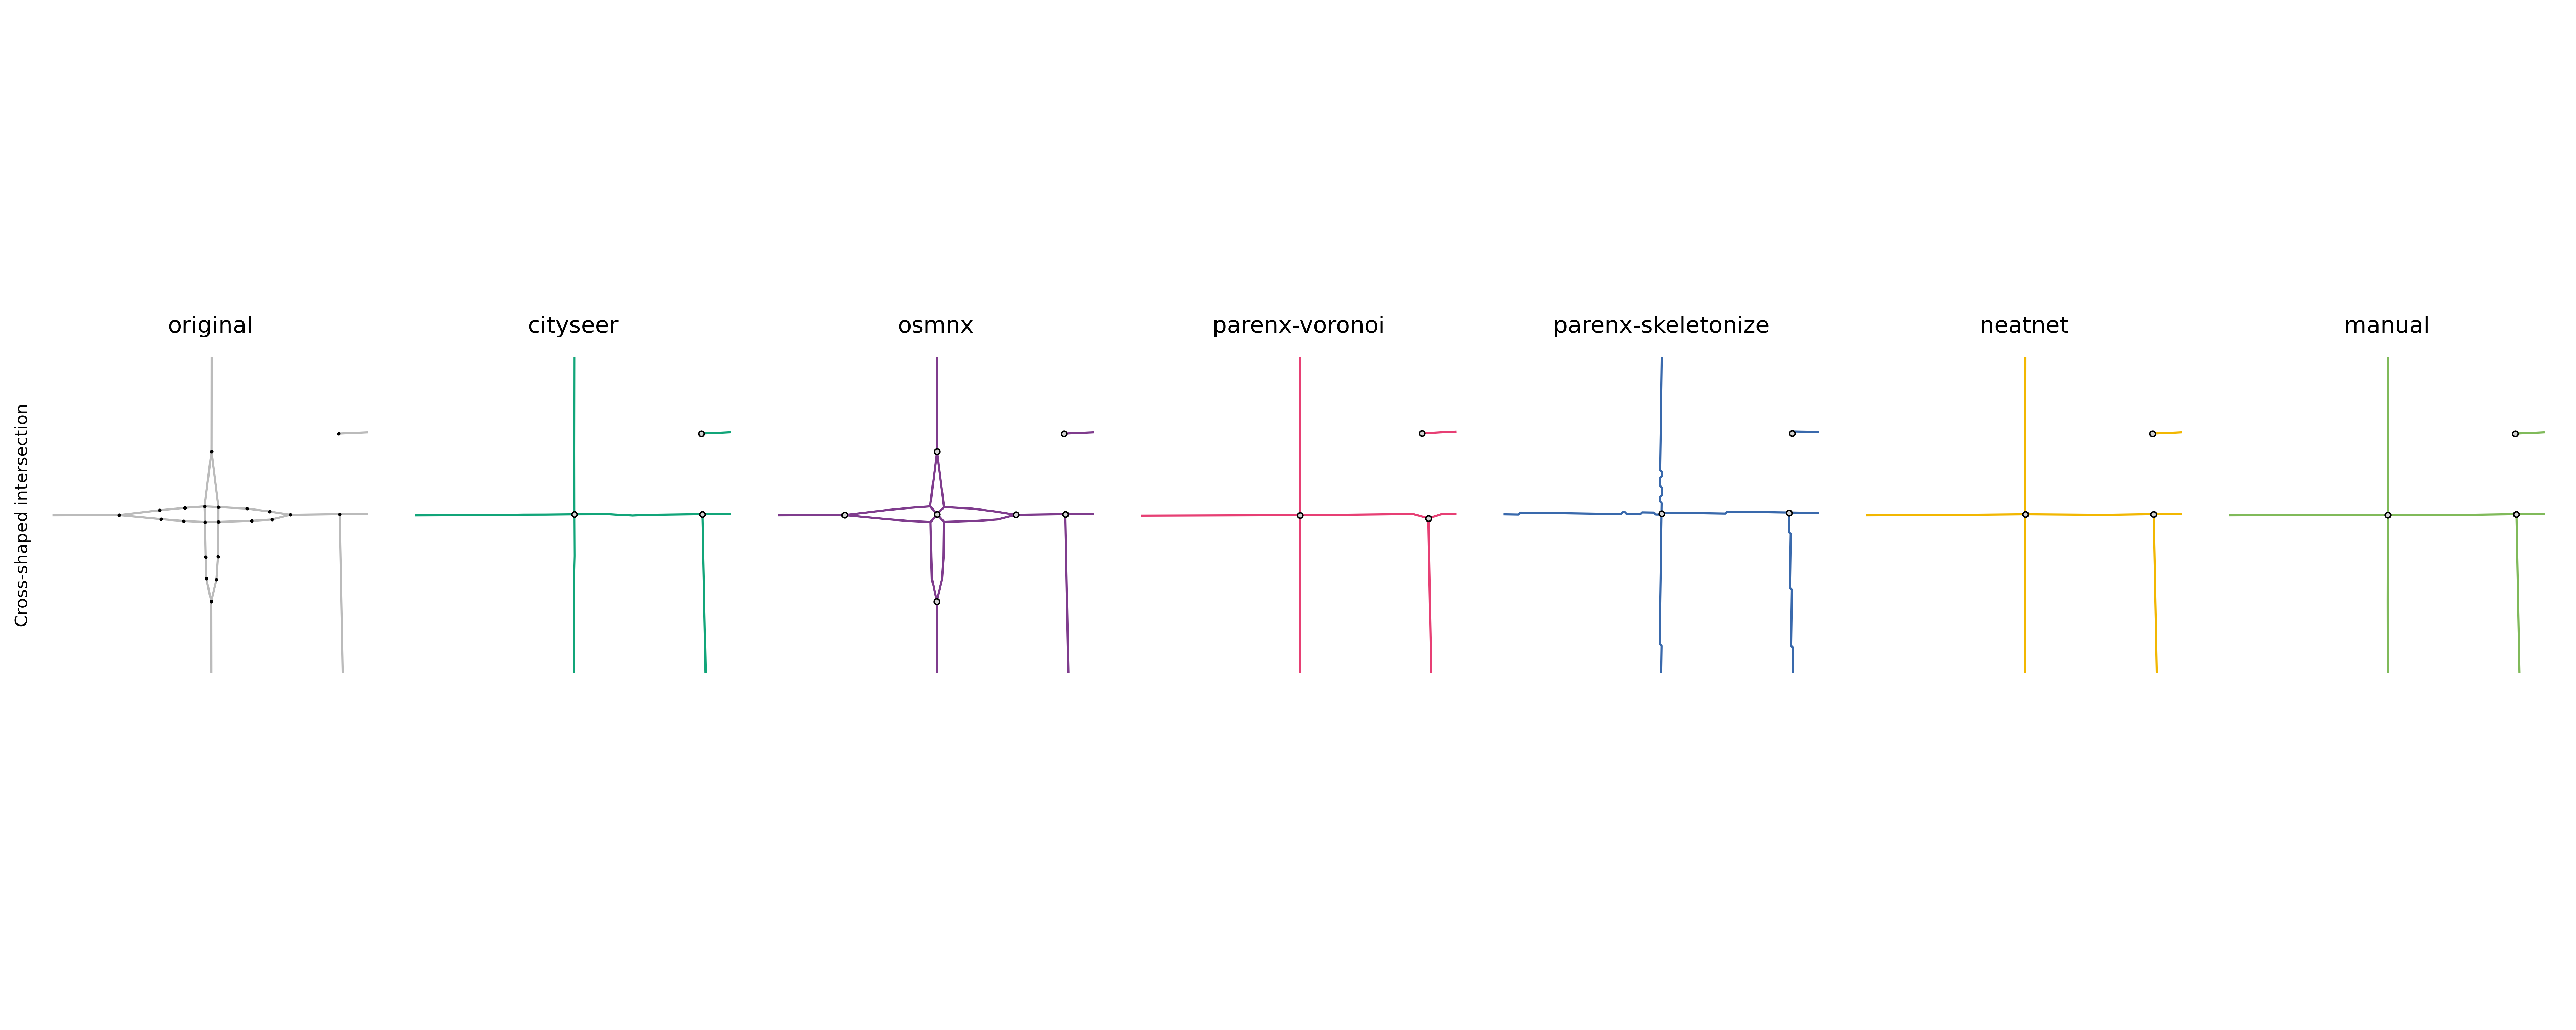 original
cityseer
osmnx
parenx-voronoi
parenx-skeletonize
neatnet
manual
Cross-shaped intersection